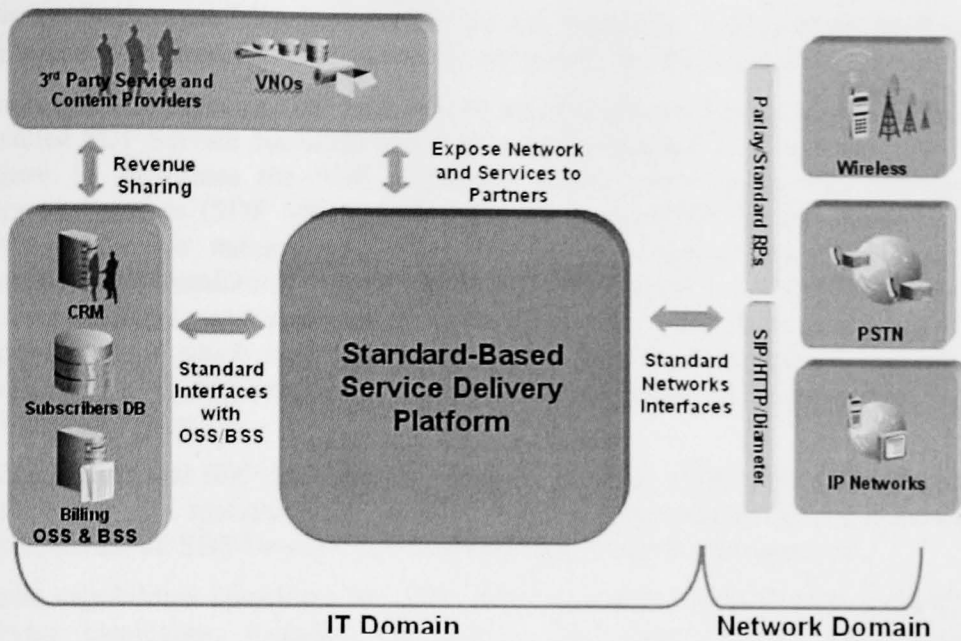 3rd Party Service and
Content Providers
VNOs
Revenue
Sharing
Expose Network
and Services to
Partners
CRM
Subscribers DB
Billing
OSS & BSS
Standard
Interfaces
with
OSS/BSS
Standard-Based
Service Delivery
Platform
Standard
Networks
Interfaces
Parlay/Standard RPs
SIP/HTTP/Diameter
Wireless
PSTN
IP Networks
IT Domain
Network Domain